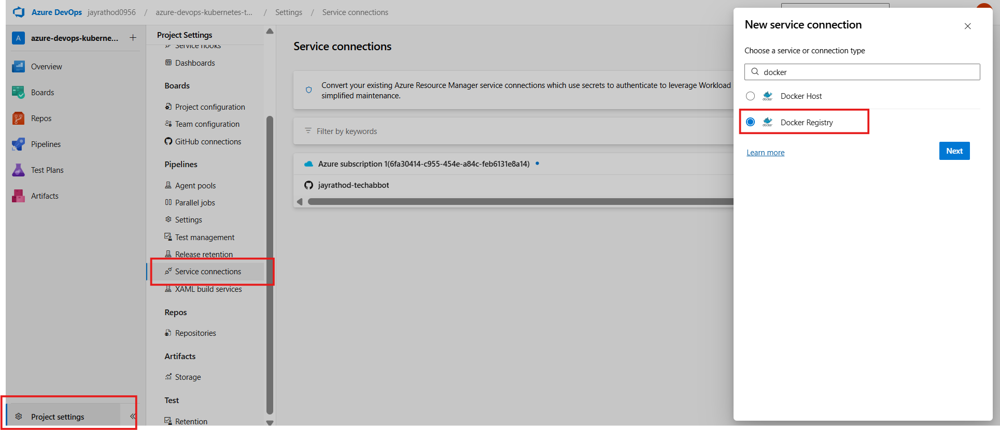 Azure DevOps jayrathod0956 / azure-devops-kubernetes-t... / Settings / Service connections
A azure-devops-kuberne... +
Overview
Boards
Repos
Pipelines
Test Plans
Artifacts
Project settings
Project Settings
Service hooks
Dashboards
Boards
Project configuration
Team configuration
GitHub connections
Pipelines
Agent pools
Parallel jobs
Settings
Test management
Release retention
Service connections
XAML build services
Repos
Repositories
Artifacts
Storage
Test
Retention
Service connections
Convert your existing Azure Resource Manager service connections which use secrets to authenticate to leverage Workload
simplified maintenance.
Filter by keywords
Azure subscription 1(6fa30414-c955-454e-a84c-feb6131e8a14)
jayrathod-techabbot
New service connection
Choose a service or connection type
docker
docker Docker Host
docker Docker Registry
Learn more
Next